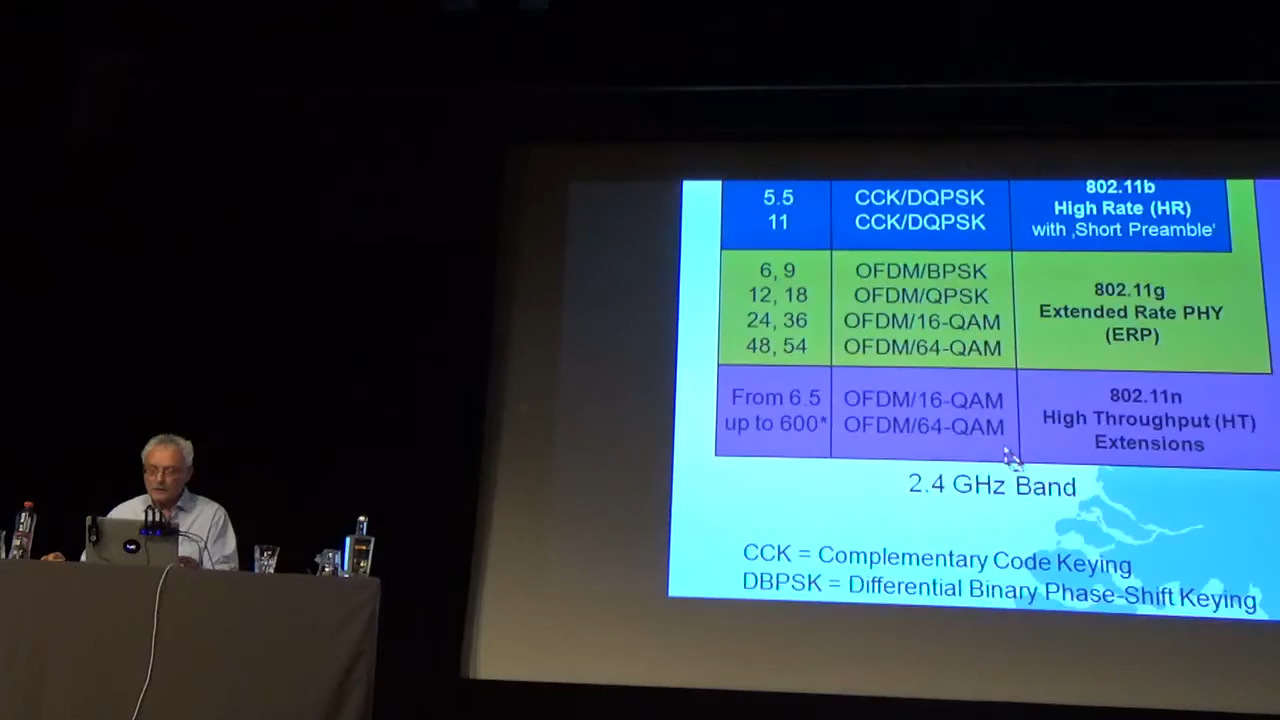 5.5 CCK/DQPSK
11 CCK/DQPSK
802.11b
High Rate (HR)
with ‚Short Preamble‘
6, 9 OFDM/BPSK
12, 18 OFDM/QPSK
24, 36 OFDM/16-QAM
48, 54 OFDM/64-QAM
802.11g
Extended Rate PHY
(ERP)
From 6.5 OFDM/16-QAM
up to 600* OFDM/64-QAM
802.11n
High Throughput (HT)
Extensions
2.4 GHz Band
CCK = Complementary Code Keying
DBPSK = Differential Binary Phase-Shift Keying